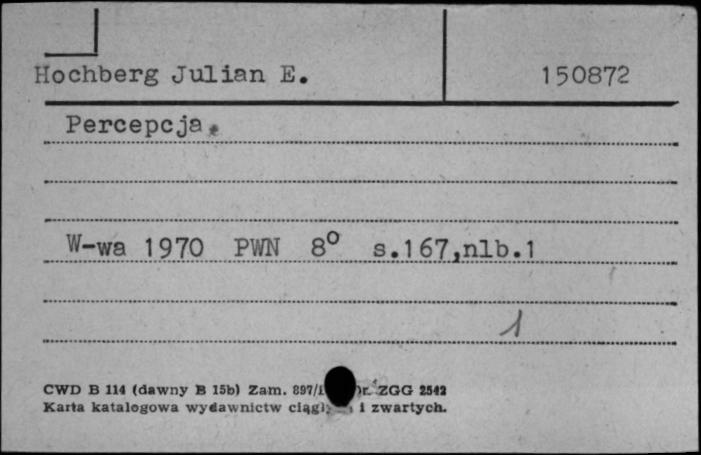 Hochberg Julian E. 150872
Percepcja.
W-wa 1970 PWN 8° s.167,nlb.1
1
CWD B 114 (dawny B 15b) Zam. ZGG 2542
Karta katalogowa wydawnictw i zwartych.